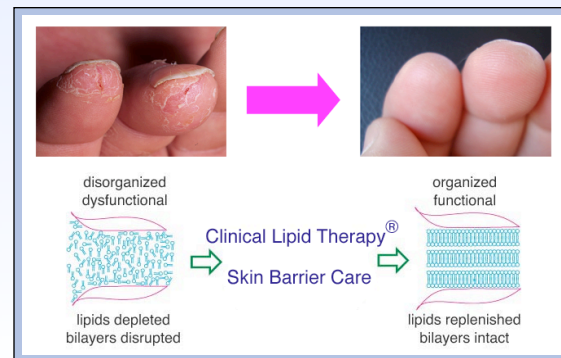 disorganized
dysfunctional
lipids depleted
bilayers disrupted
Clinical Lipid Therapy®
Skin Barrier Care
organized
functional
lipids replenished
bilayers intact